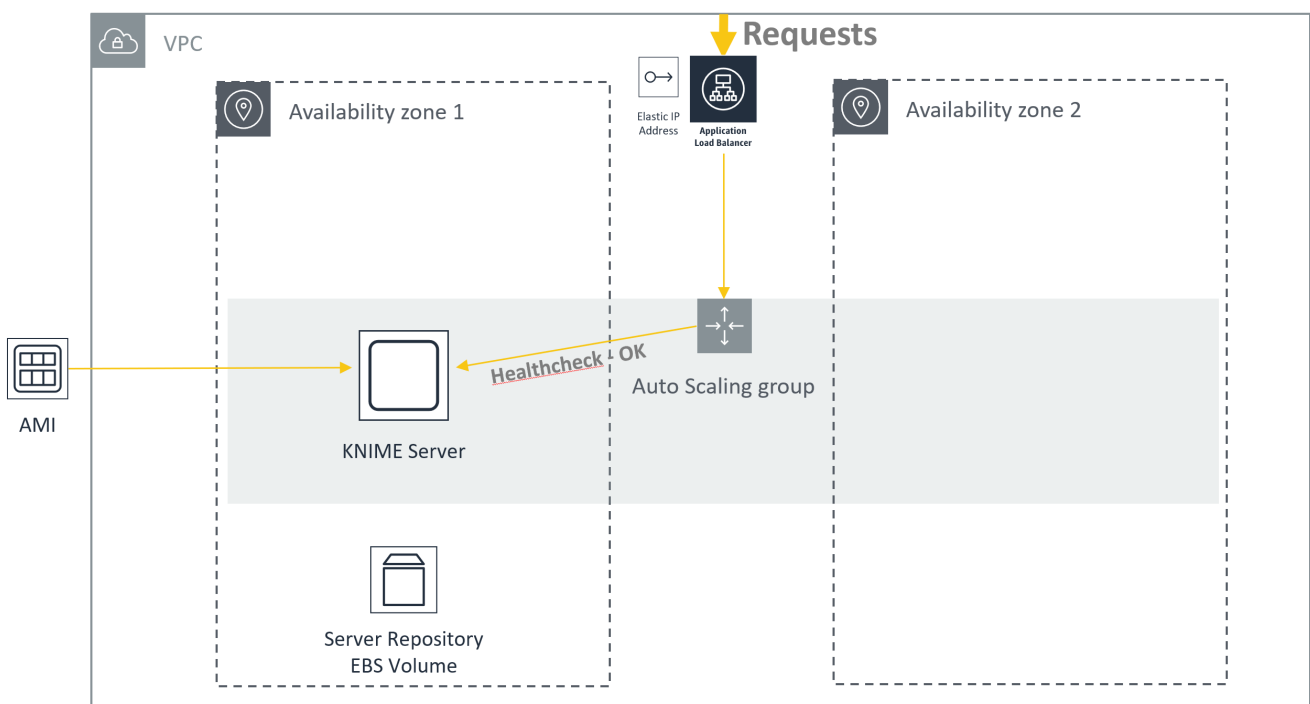 Requests
VPC
Availability zone 1
Elastic IP
Address
Application
Load Balancer
Availability zone 2
Healthcheck - OK
Auto Scaling group
AMI
KNIME Server
Server Repository
EBS Volume